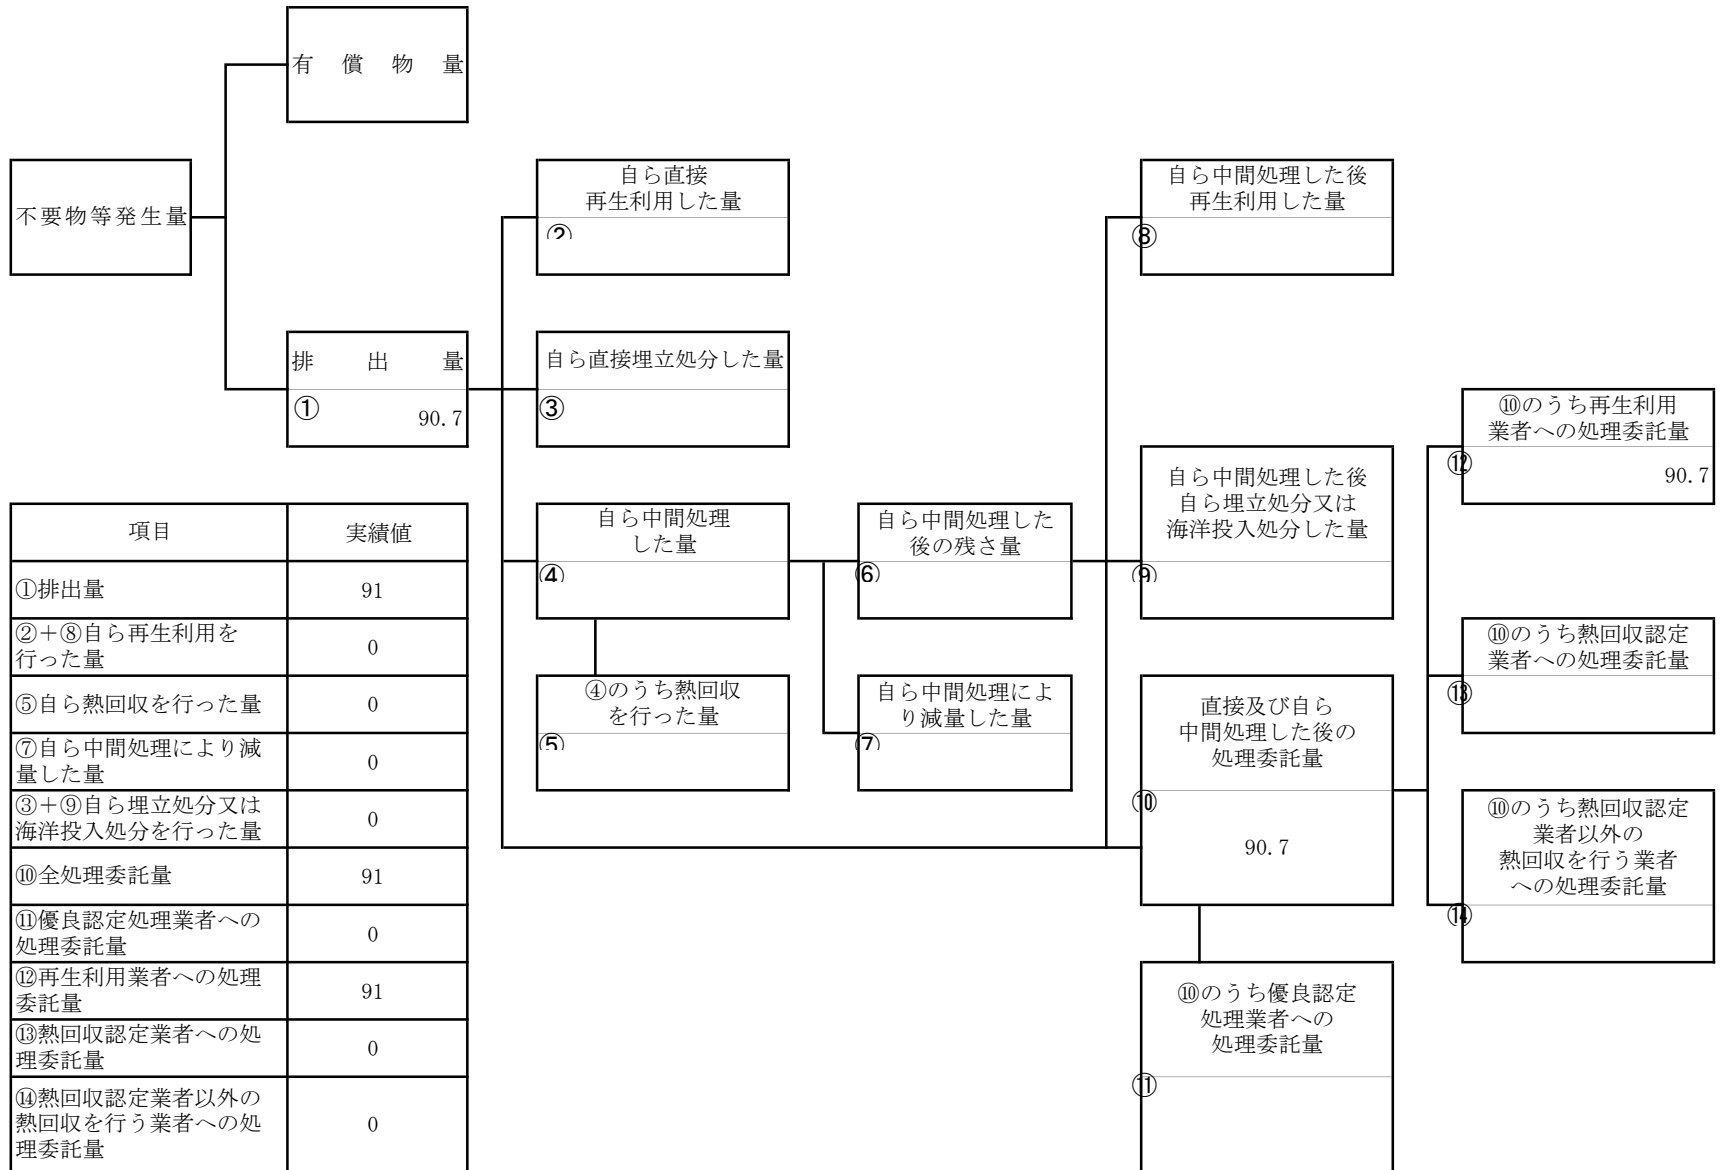 有償物量
不要物等発生量
排出量
①
90.7
自ら直接
再生利用した量
②
自ら直接埋立処分した量
③
自ら中間処理
した量
④
④のうち熱回収
を行った量
⑤
自ら中間処理した
後の残さ量
⑥
自ら中間処理によ
り減量した量
⑦
自ら中間処理した後
再生利用した量
⑧
自ら中間処理した後
自ら埋立処分又は
海洋投入処分した量
⑨
直接及び自ら
中間処理した後の
処理委託量
⑩
90.7
⑩のうち優良認定
処理業者への
処理委託量
⑪
⑩のうち再生利用
業者への処理委託量
⑫
90.7
⑩のうち熱回収認定
業者への処理委託量
⑬
⑩のうち熱回収認定
業者以外の
熱回収を行う業者
への処理委託量
⑭
項目 実績値
①排出量 91
②+⑧自ら再生利用を
行った量 0
⑤自ら熱回収を行った量 0
⑦自ら中間処理により減
量した量 0
③+⑨自ら埋立処分又は
海洋投入処分を行った量 0
⑩全処理委託量 91
⑪優良認定処理業者への
処理委託量 0
⑫再生利用業者への処理
委託量 91
⑬熱回収認定業者への処
理委託量 0
⑭熱回収認定業者以外の
熱回収を行う業者への処
理委託量 0